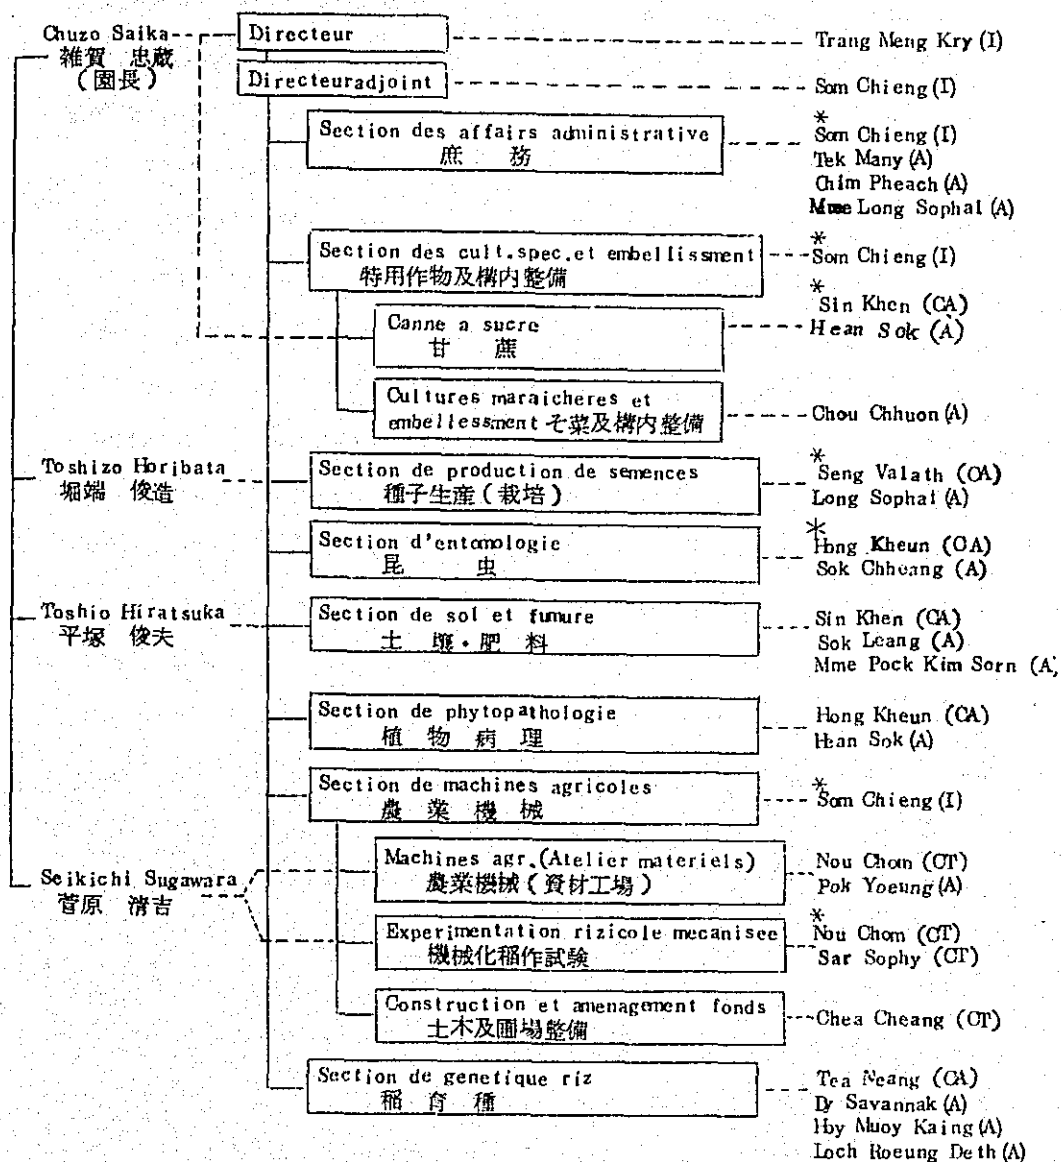 Chuzo Saika
雑賀 忠蔵
(園長)
Directeur
Trang Meng Kry (I)
Directeuradjoint
Som Chieng (I)
Section des affairs administrative
庶 務
*
Som Chieng (I)
Tek Many (A)
Chim Pheach (A)
Mme Long Sophal (A)
Section des cult.spec.et embellissment
特用作物及構内整備
*
Som Chieng (I)
Canne a sucre
甘 蔗
*
Sin Khen (CA)
Hean Sok (A)
Cultures maraicheres et
embellessment そ菜及構内整備
Chou Chhuon (A)
Toshizo Horibata
堀端 俊造
Section de production de semences
種子生産(栽培)
*
Seng Valath (CA)
Long Sophal (A)
Section d'entomologie
昆 虫
*
Hong Kheun (CA)
Sok Chheang (A)
Toshio Hiratsuka
平塚 俊夫
Section de sol et fumure
土 壌・肥 料
Sin Khen (CA)
Sok Leang (A)
Mme Pock Kim Sorn (A)
Section de phytopathologie
植 物 病 理
Hong Kheun (CA)
Hean Sok (A)
Section de machines agricoles
農 業 機 械
*
Som Chieng (I)
Seikichi Sugawara
菅原 清吉
Machines agr.(Atelier materiels)
農業機械(資材工場)
Nou Chom (CT)
Pok Yoeung (A)
Experimentation rizicole mecanisee
機械化稲作試験
*
Nou Chom (CT)
Sar Sophy (CT)
Construction et amenagement fonds
土木及圃場整備
Chea Cheang (CT)
Section de genetique riz
稲 育 種
Tea Neang (CA)
Dy Savannak (A)
Hoy Muoy Kaing (A)
Loch Roeung Deth (A)